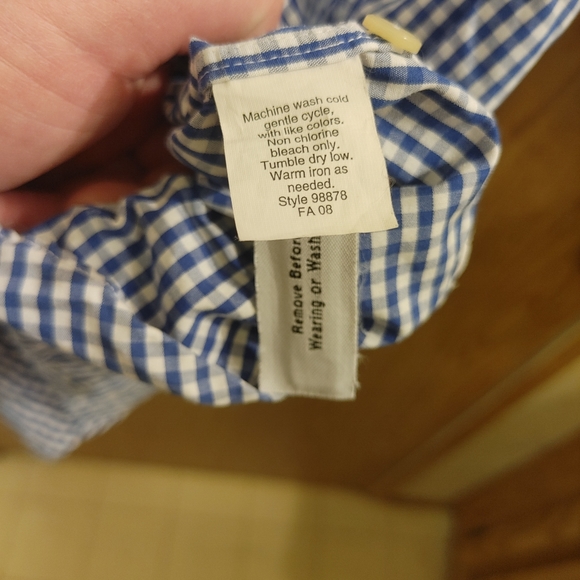 Machine wash cold
gentle cycle,
with like colors.
Non chlorine
bleach only.
Tumble dry low.
Warm iron as
needed.
Style 98878
FA 08
Remove Before
Wearing or Wash